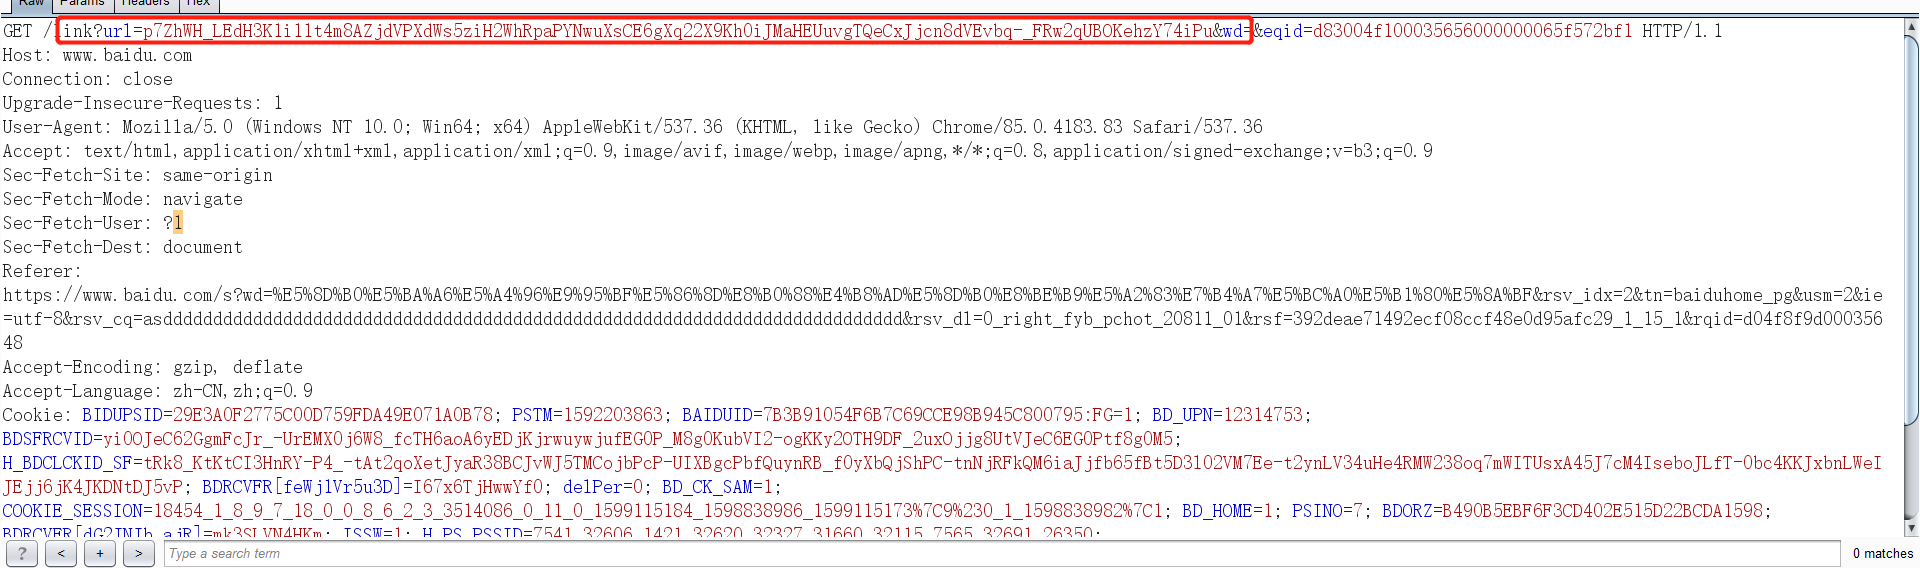 Raw Params Headers Hex
GET /link?url=p7ZhWH_LEdH3K1i11t4m8AZjdVPXdWs5ziH2WhRpaPYNwuXsCE6gXq22X9Kh0iJMaHEUuvgTQeCxJjcn8dVEvbq-_FRw2qUBOKehzY74iPu&wd=&eqid=d83004f100035656000000065f572bf1 HTTP/1.1
Host: www.baidu.com
Connection: close
Upgrade-Insecure-Requests: 1
User-Agent: Mozilla/5.0 (Windows NT 10.0; Win64; x64) AppleWebKit/537.36 (KHTML, like Gecko) Chrome/85.0.4183.83 Safari/537.36
Accept: text/html,application/xhtml+xml,application/xml;q=0.9,image/avif,image/webp,image/apng,*/*;q=0.8,application/signed-exchange;v=b3;q=0.9
Sec-Fetch-Site: same-origin
Sec-Fetch-Mode: navigate
Sec-Fetch-User: ?1
Sec-Fetch-Dest: document
Referer:
https://www.baidu.com/s?wd=%E5%8D%B0%E5%BA%A6%E5%A4%96%E9%95%BF%E5%86%8D%E8%B0%88%E4%B8%AD%E5%8D%B0%E8%BE%B9%E5%A2%83%E7%B4%A7%E5%BC%A0%E5%B1%80%E5%8A%BF&rsv_idx=2&tn=baiduhome_pg&usm=2&ie
=utf-8&rsv_cq=asdddddddddddddddddddddddddddddddddddddddddddddddddddddddddddddddddddddddddd&rsv_dl=0_right_fyb_pchot_20811_01&rsf=392deae71492ecf08ccf48e0d95afc29_1_15_1&rqid=d04f8f9d000356
48
Accept-Encoding: gzip, deflate
Accept-Language: zh-CN,zh;q=0.9
Cookie: BIDUPSID=29E3A0F2775C00D759FDA49E071A0B78; PSTM=1592203863; BAIDUID=7B3B91054F6B7C69CCE98B945C800795:FG=1; BD_UPN=12314753;
BDSFRCVID=yi0OJeC62GgmFcJr_-UrEMXOj6W8_fcTH6aoA6yEDjKjrwuywjufEG0P_M8g0KubVI2-ogKKy2OTH9DF_2uxOjjg8UtVJeC6EG0Ptf8g0M5;
H_BDCLCKID_SF=tRk8_KtKtCI3HnRY-P4_-tAt2qoXetJyaR38BCJvWJ5TMCojbPcP-UIXBgcPbfQuynRB_f0yXbQjShPC-tnNjRFkQM6iaJjfb65fBt5D3102VM7Ee-t2ynLV34uHe4RMW238oq7mWITUsxA45J7cM4IseboJLfT-0bc4KKJxbnLWeI
JEjj6jK4JKDNtDJ5vP; BDRCVFR[feWj1Vr5u3D]=I67x6TjHwwYf0; delPer=0; BD_CK_SAM=1;
COOKIE_SESSION=18454_1_8_9_7_18_0_0_8_6_2_3_3514086_0_11_0_1599115184_1598838986_1599115173%7C9%230_1_1598838982%7C1; BD_HOME=1; PSINO=7; BDORZ=B490B5EBF6F3CD402E515D22BCDA1598;
BDRCVFR[dG2JNJb_ajR]=mk3SLVN4HKm; ISSW=1; H_PS_PSSID=7541_32606_1421_32620_32327_31660_32115_7565_32691_26350;
? < + > Type a search term 0 matches